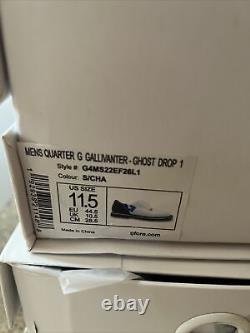 MENS QUARTER G GALLIVANTER - GHOST DROP 1
Style #: G4MS22EF26L1
Colour: S/CHA
US SIZE
11.5
EU 44.5
UK 10.5
CM 28.5
Made in China
gfore.com